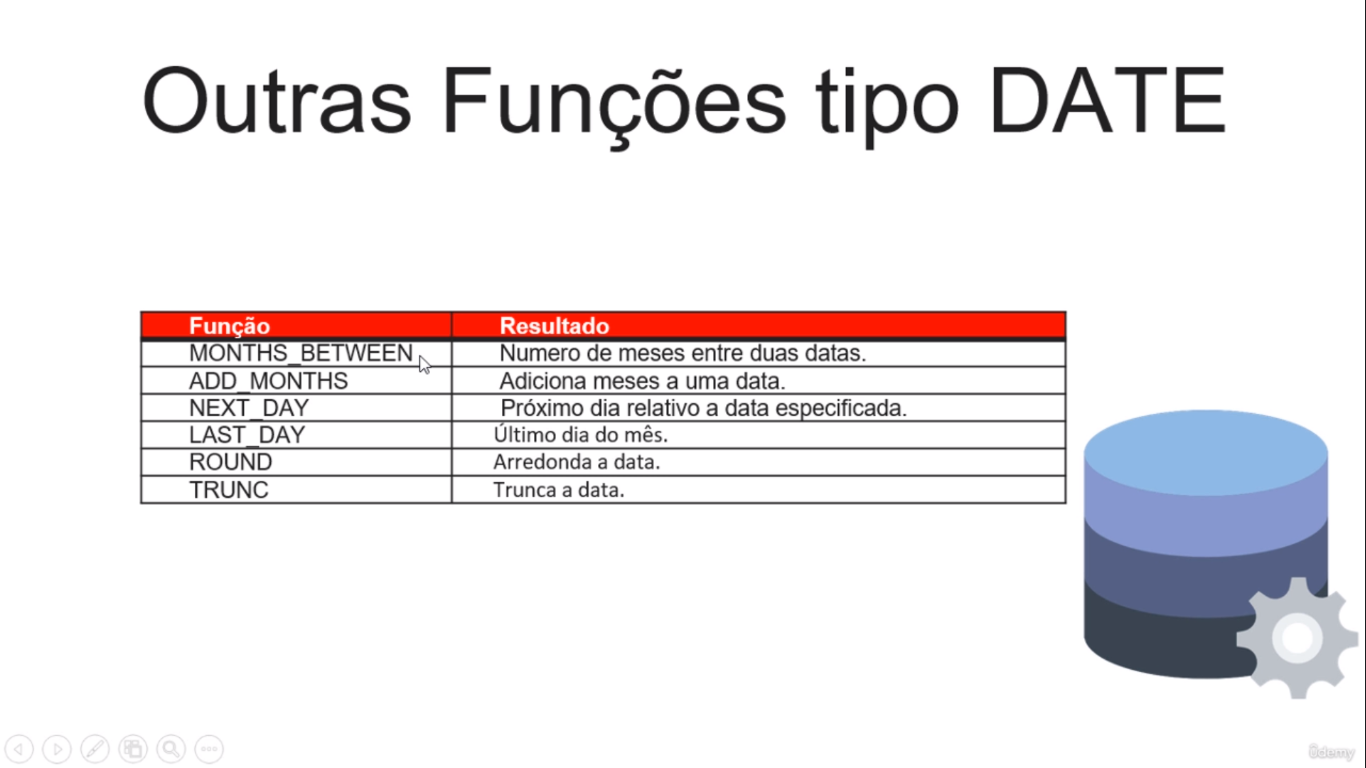 Outras Funções tipo DATE
Função Resultado
MONTHS_BETWEEN Numero de meses entre duas datas.
ADD_MONTHS Adiciona meses a uma data.
NEXT_DAY Próximo dia relativo a data especificada.
LAST_DAY Último dia do mês.
ROUND Arredonda a data.
TRUNC Trunca a data.
ûdemy